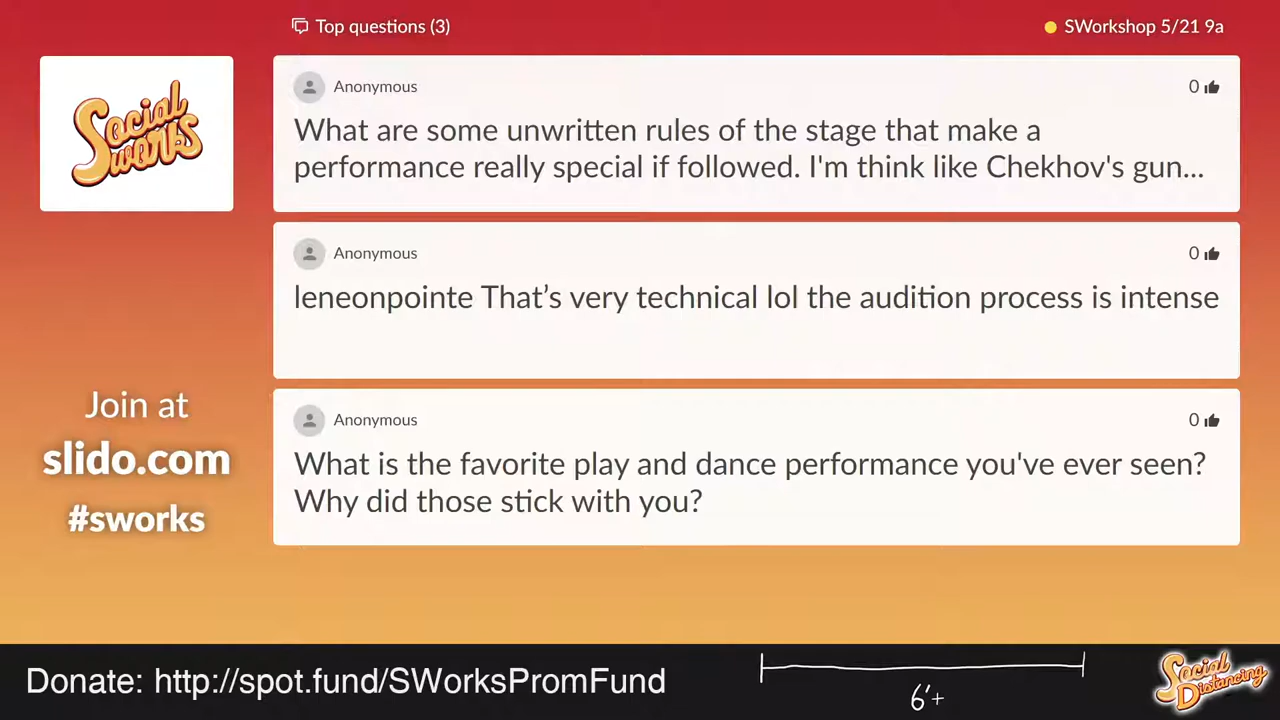 Top questions (3)
SWorkshop 5/21 9a
Social
Works
Anonymous
0
What are some unwritten rules of the stage that make a
performance really special if followed. I'm think like Chekhov's gun...
Anonymous
0
leneonpointe That’s very technical lol the audition process is intense
Anonymous
0
What is the favorite play and dance performance you've ever seen?
Why did those stick with you?
Join at
slido.com
#sworks
Donate: http://spot.fund/SWorksPromFund
6'+
Social
Distancing